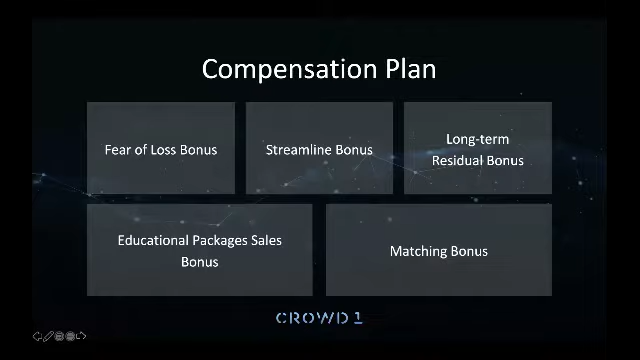 Compensation Plan
Fear of Loss Bonus
Streamline Bonus
Long-term
Residual Bonus
Educational Packages Sales
Bonus
Matching Bonus
CROWD1